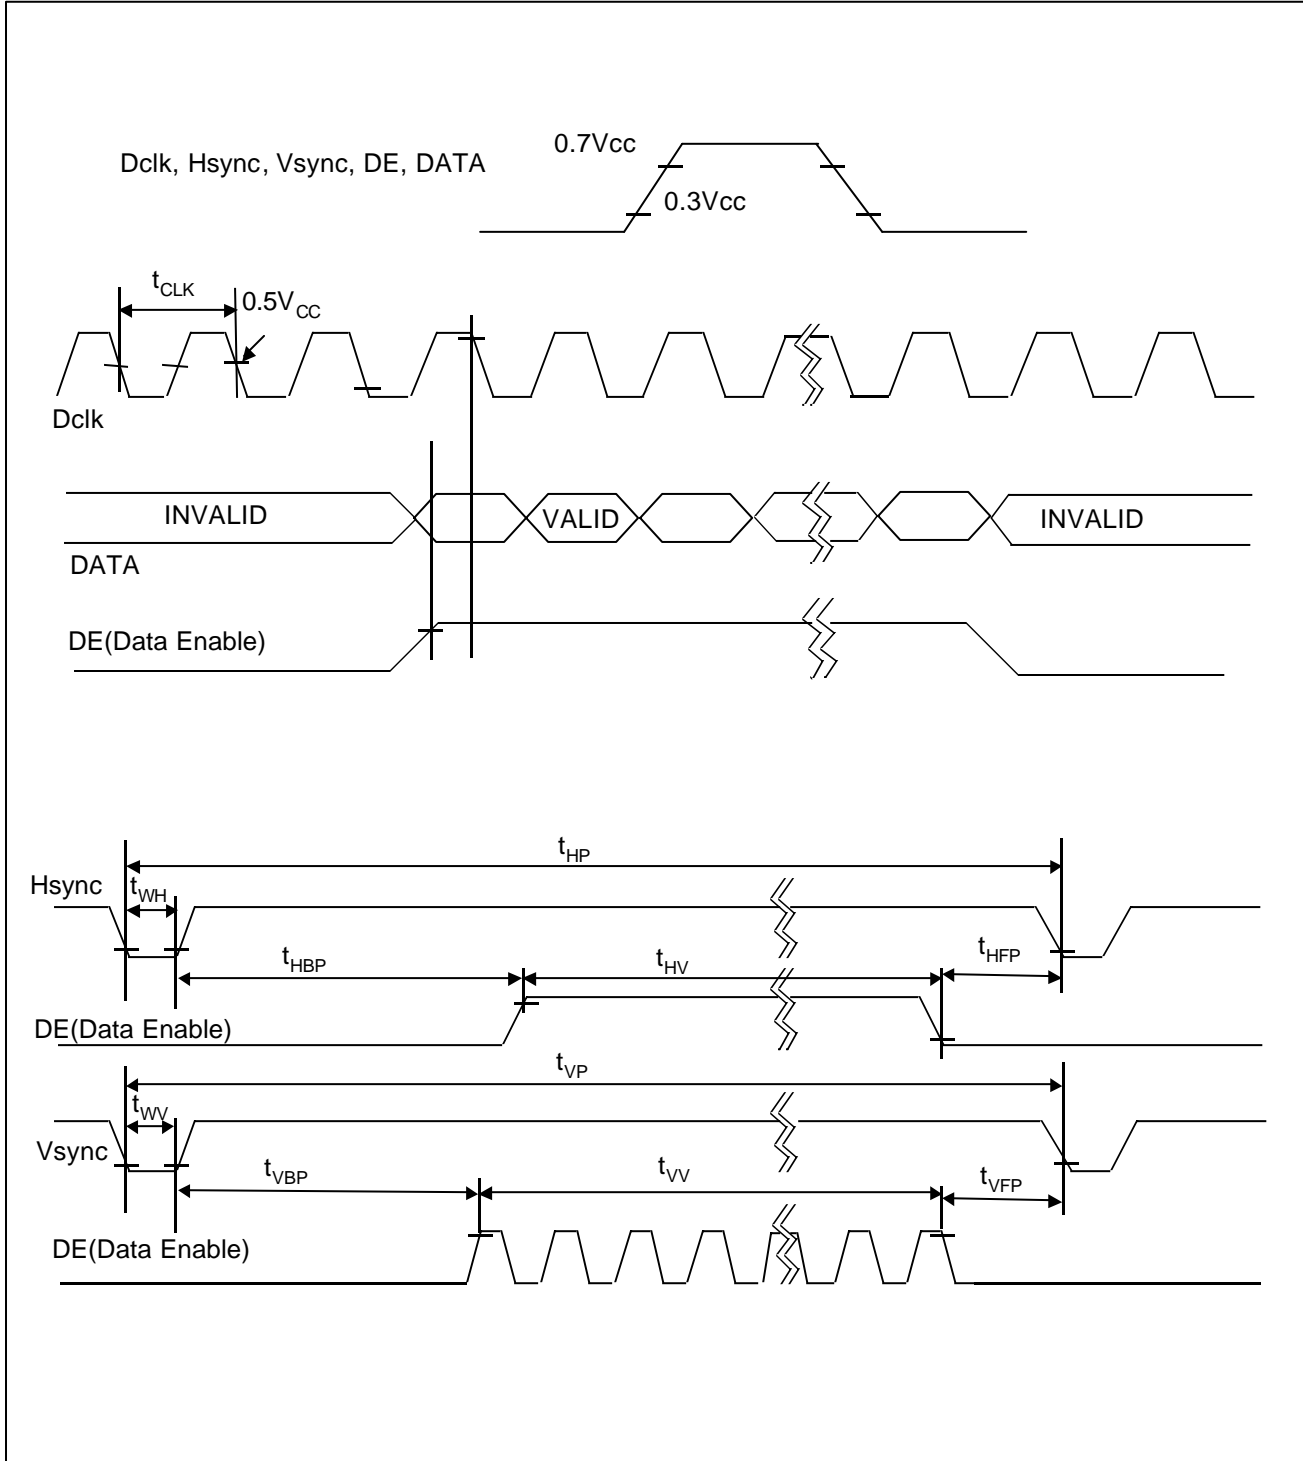 Dclk, Hsync, Vsync, DE, DATA
0.7Vcc
0.3Vcc
tCLK
0.5VCC
Dclk
INVALID
VALID
INVALID
DATA
DE(Data Enable)
tHP
Hsync
tWH
tHBP
tHV
tHFP
DE(Data Enable)
tVP
tWV
Vsync
tVBP
tVV
tVFP
DE(Data Enable)